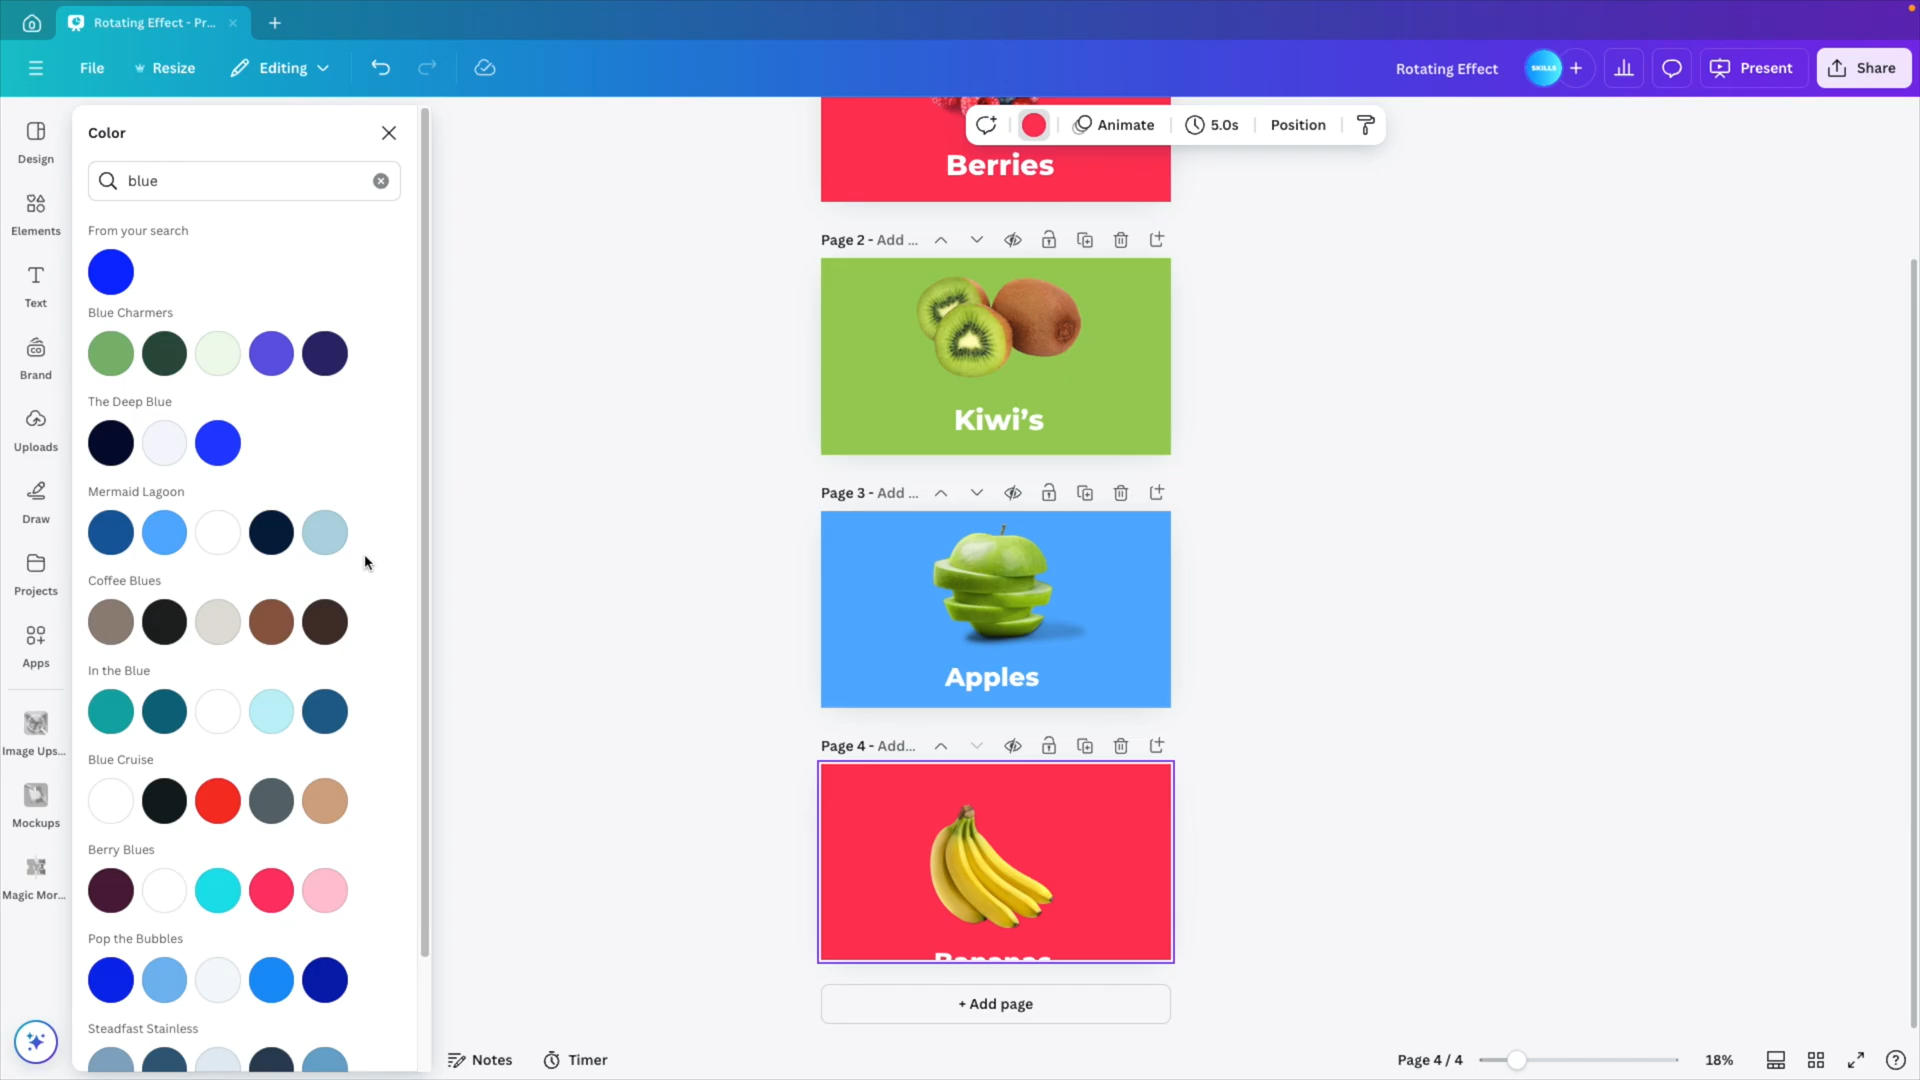 Rotating Effect - Pr...
File
Resize
Editing
Rotating Effect
SKILLS
Present
Share
Design
Elements
Text
Brand
Uploads
Draw
Projects
Apps
Image Ups...
Mockups
Magic Mor...
Color
blue
From your search
Blue Charmers
The Deep Blue
Mermaid Lagoon
Coffee Blues
In the Blue
Blue Cruise
Berry Blues
Pop the Bubbles
Steadfast Stainless
Animate
5.0s
Position
Berries
Page 2 - Add ...
Kiwi's
Page 3 - Add ...
Apples
Page 4 - Add...
Bananas
+ Add page
Notes
Timer
Page 4 / 4
18%